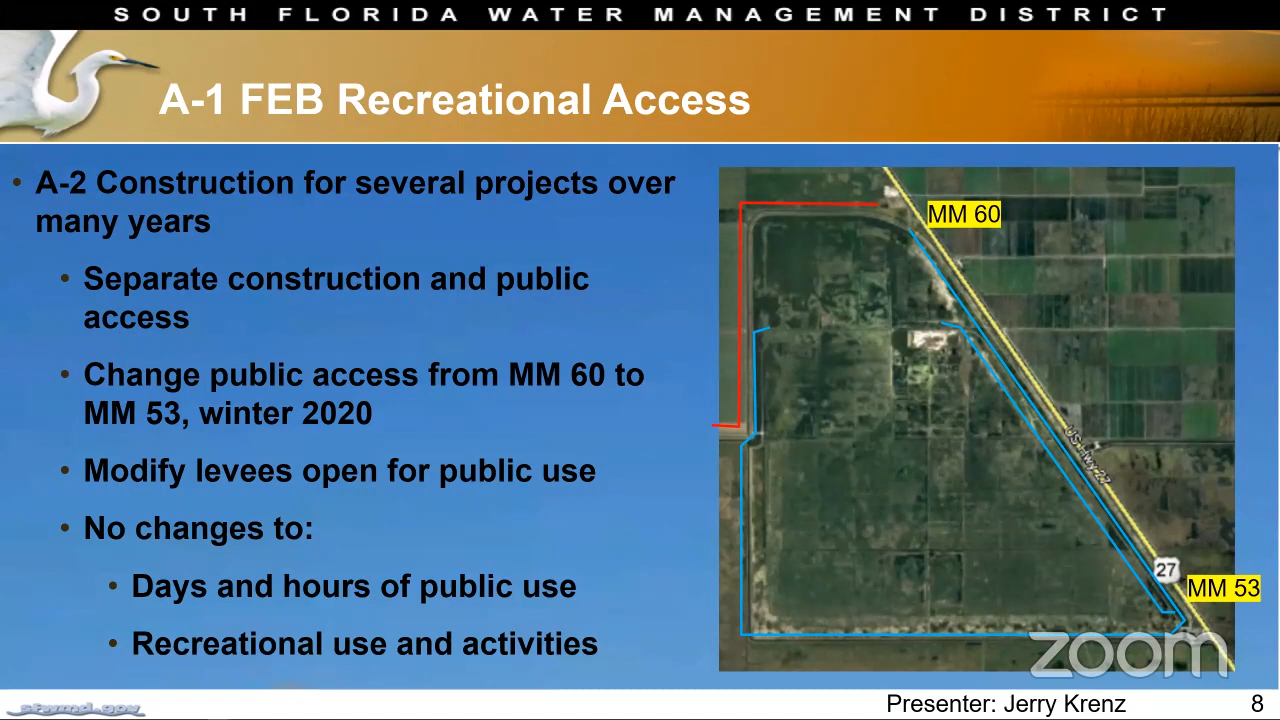 SOUTH FLORIDA WATER MANAGEMENT DISTRICT
A-1 FEB Recreational Access
• A-2 Construction for several projects over
many years
• Separate construction and public
access
• Change public access from MM 60 to
MM 53, winter 2020
• Modify levees open for public use
• No changes to:
• Days and hours of public use
• Recreational use and activities
MM 60
US Hwy 27
27
MM 53
zoom
sfwmd.gov
Presenter: Jerry Krenz
8